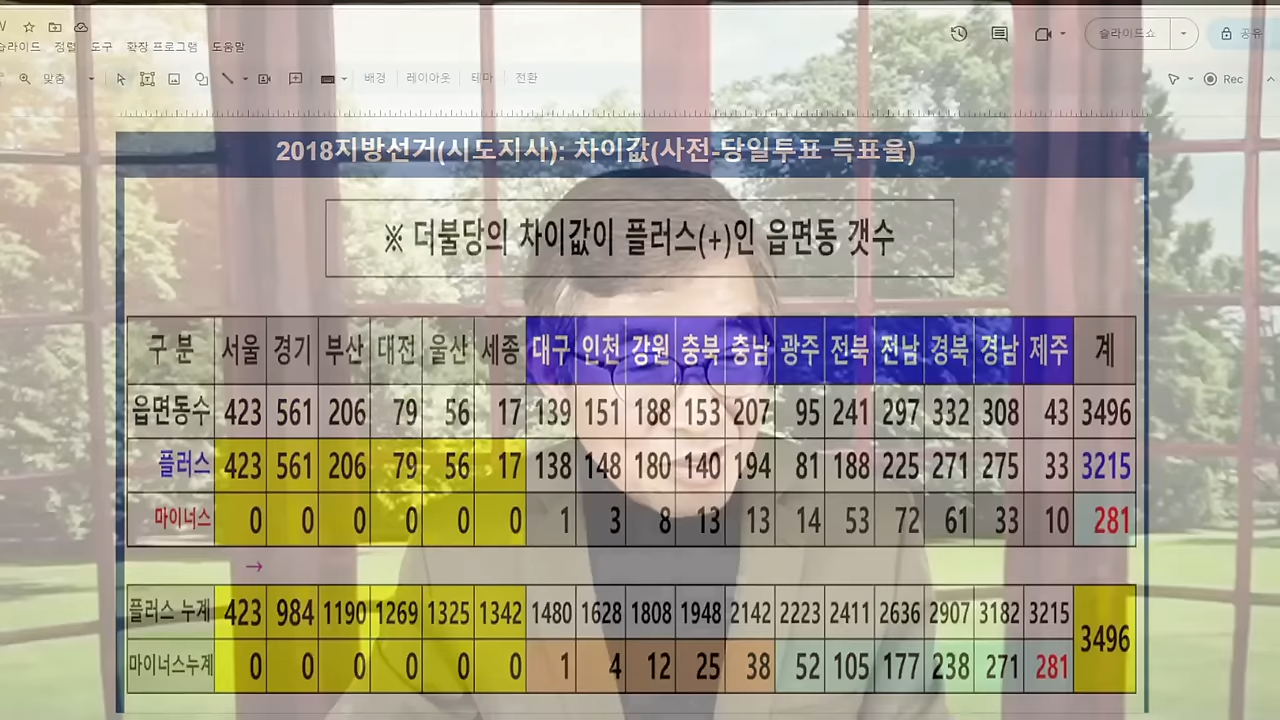 슬라이드 정렬 도구 확장 프로그램 도움말
슬라이드쇼
공유
맞춤
배경 레이아웃 테마 전환
Rec
2018지방선거(시도지사): 차이값(사전-당일투표 득표율)
※ 더불당의 차이값이 플러스(+)인 읍면동 갯수
구 분 서울 경기 부산 대전 울산 세종 대구 인천 강원 충북 충남 광주 전북 전남 경북 경남 제주 계
읍면동수 423 561 206 79 56 17 139 151 188 153 207 95 241 297 332 308 43 3496
플러스 423 561 206 79 56 17 138 148 180 140 194 81 188 225 271 275 33 3215
마이너스 0 0 0 0 0 0 1 3 8 13 13 14 53 72 61 33 10 281
→
플러스 누계 423 984 1190 1269 1325 1342 1480 1628 1808 1948 2142 2223 2411 2636 2907 3182 3215
3496
마이너스누계 0 0 0 0 0 0 1 4 12 25 38 52 105 177 238 271 281